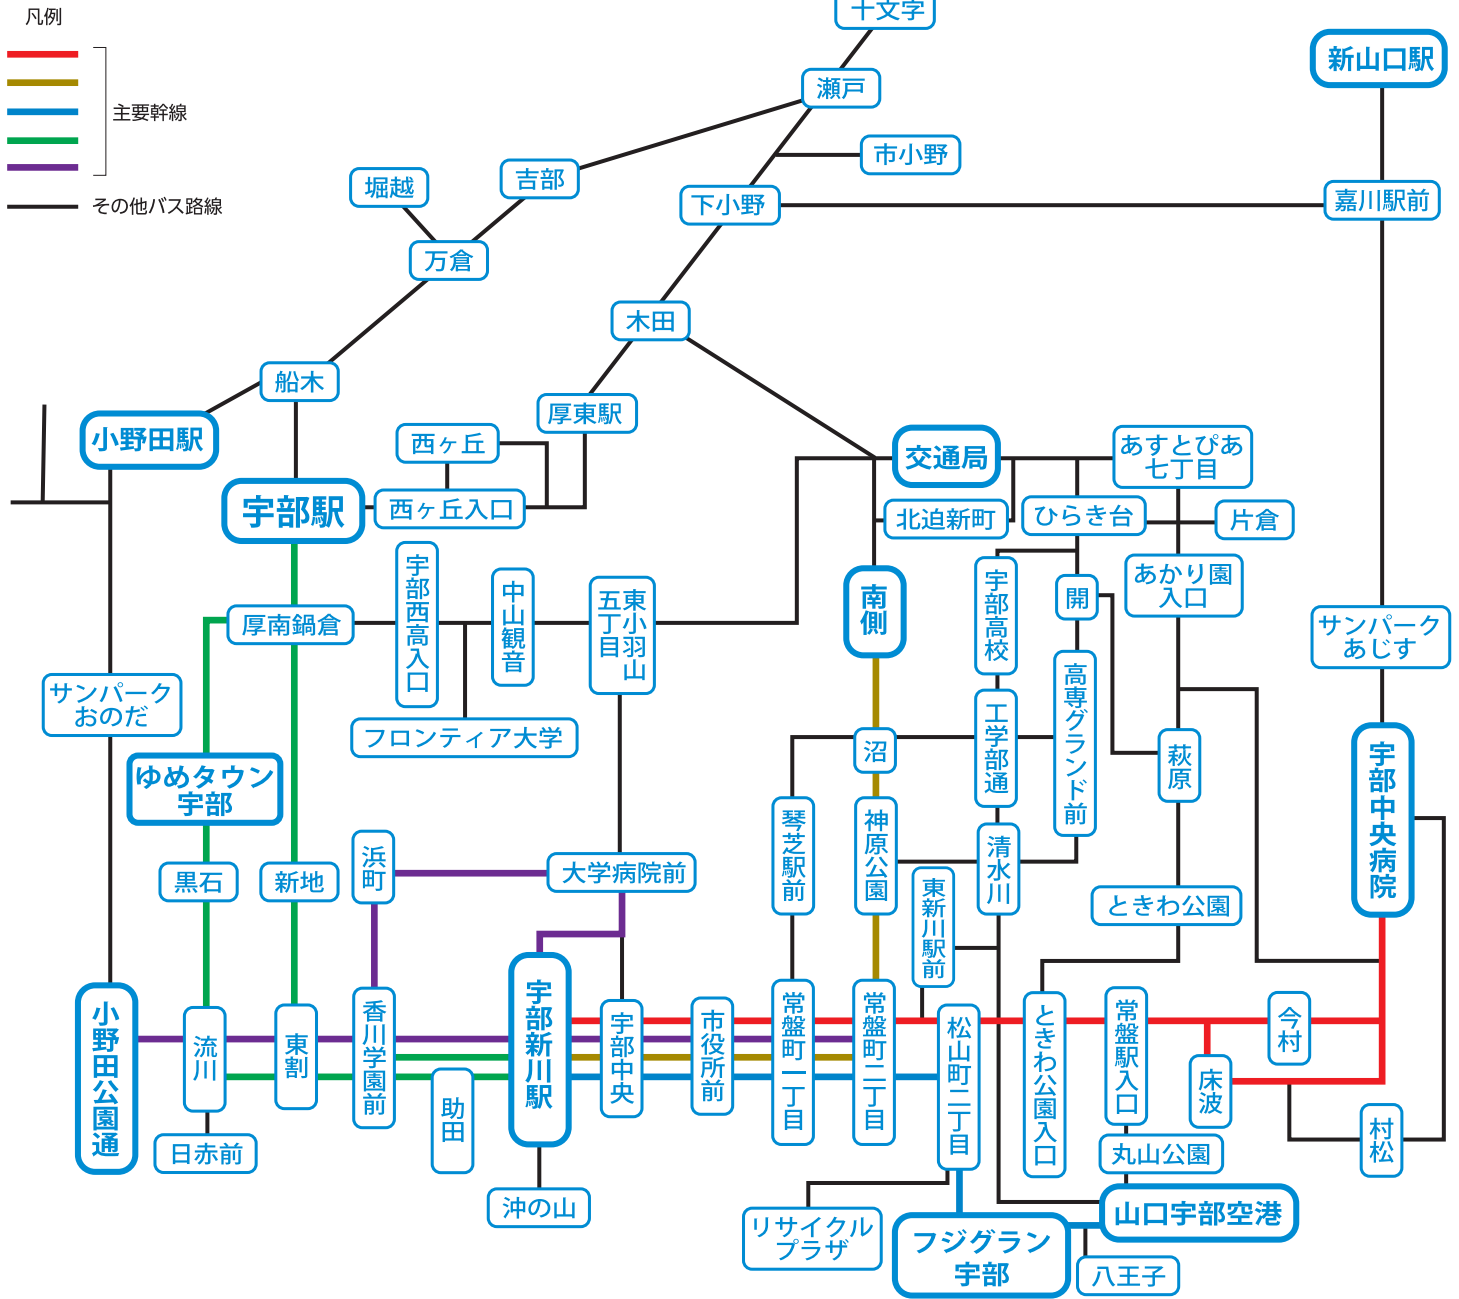 凡例
主要幹線
その他バス路線
十文字
瀬戸
市小野
新山口駅
堀越
吉部
下小野
嘉川駅前
万倉
木田
船木
厚東駅
小野田駅
西ヶ丘
交通局
あすとぴあ
七丁目
宇部駅
西ヶ丘入口
北迫新町
ひらき台
片倉
宇部西高入口
中山観音
東小羽山
五丁目
南側
宇部高校
開
あかり園
入口
厚南鍋倉
サンパーク
あじす
サンパーク
おのだ
フロンティア大学
沼
工学部通
高専グランド前
萩原
宇部中央病院
ゆめタウン
宇部
琴芝駅前
神原公園
清水川
浜町
大学病院前
黒石
新地
東新川駅前
ときわ公園
小野田公園通
流川
東割
香川学園前
助田
宇部新川駅
宇部中央
市役所前
常盤町一丁目
常盤町二丁目
松山町二丁目
ときわ公園入口
常盤駅入口
床波
今村
村松
日赤前
沖の山
丸山公園
山口宇部空港
リサイクル
プラザ
フジグラン
宇部
八王子